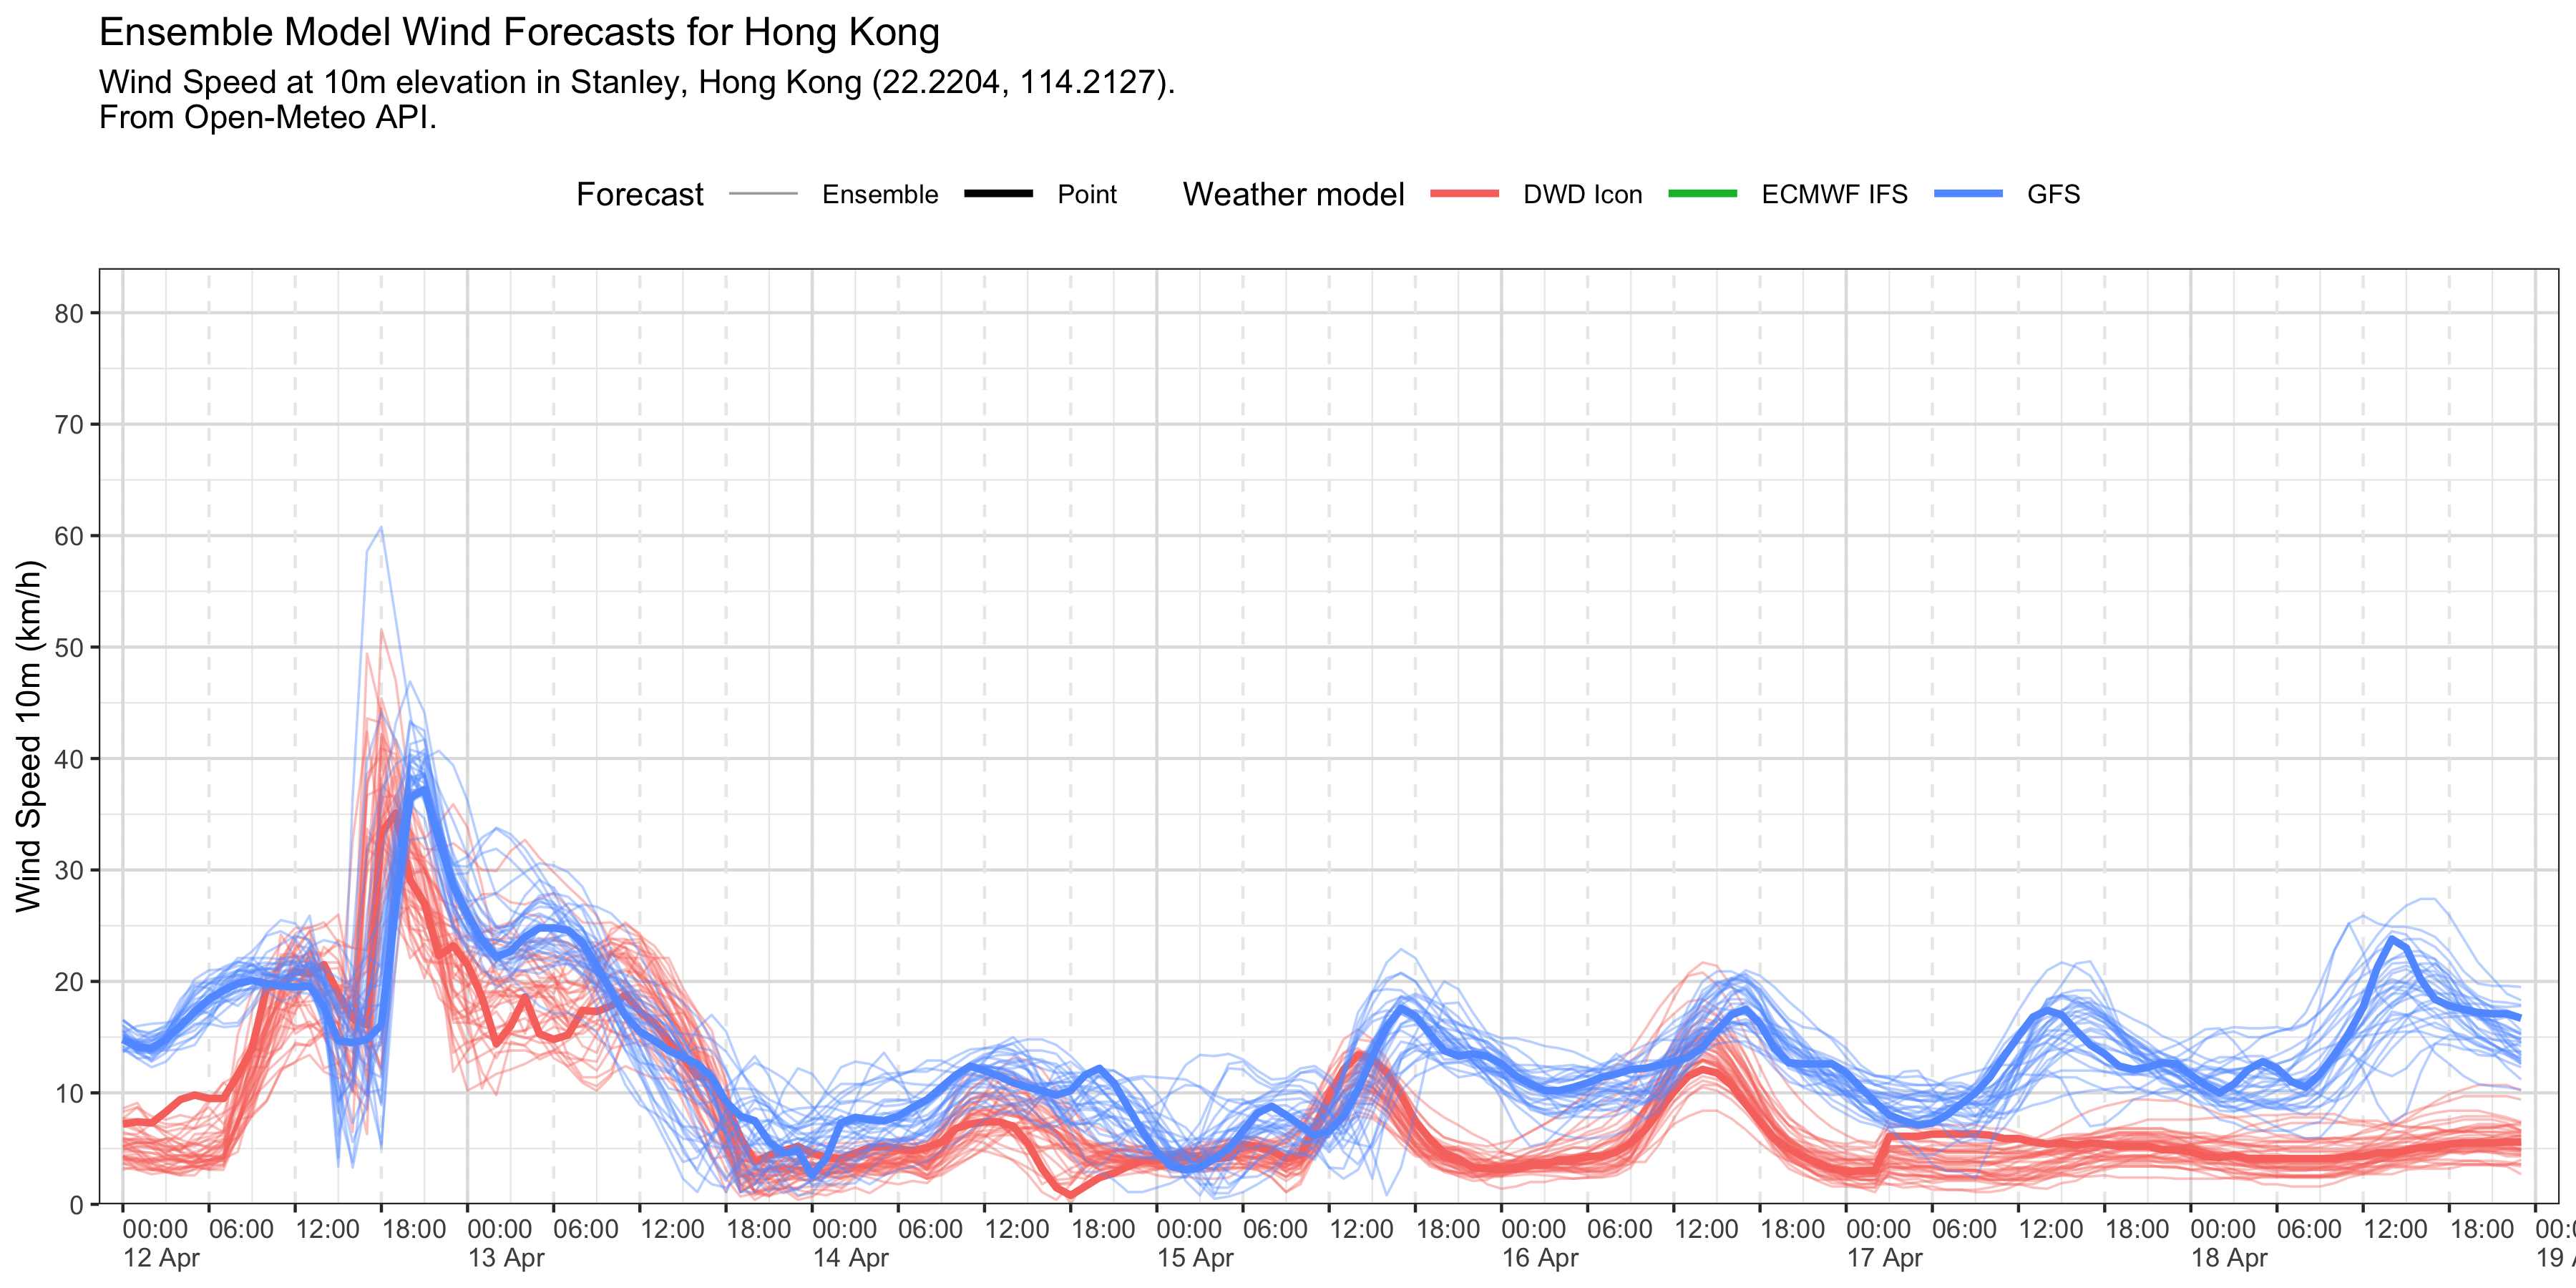 Ensemble Model Wind Forecasts for Hong Kong
Wind Speed at 10m elevation in Stanley, Hong Kong (22.2204, 114.2127).
From Open-Meteo API.
Forecast Ensemble Point Weather model DWD Icon ECMWF IFS GFS
Wind Speed 10m (km/h)
80
70
60
50
40
30
20
10
0
00:00 06:00 12:00 18:00 00:00 06:00 12:00 18:00 00:00 06:00 12:00 18:00 00:00 06:00 12:00 18:00 00:00 06:00 12:00 18:00 00:00 06:00 12:00 18:00 00:00 06:00 12:00 18:00 00:0
12 Apr 13 Apr 14 Apr 15 Apr 16 Apr 17 Apr 18 Apr 19